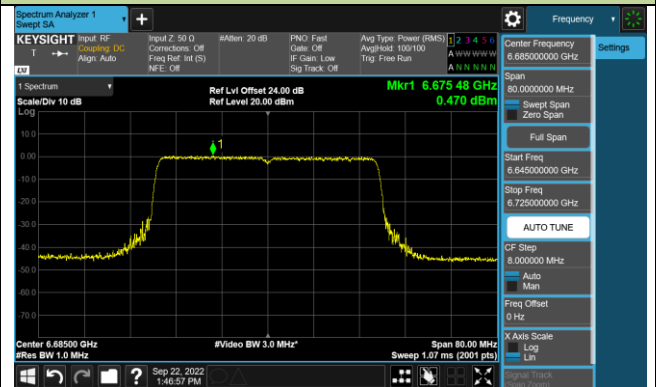 Spectrum Analyzer 1
Swept SA
+
Frequency
KEYSIGHT
Input: RF
Coupling: DC
Align: Auto
Input Z: 50 Ω
Corrections: Off
Freq Ref: Int (S)
NFE: Off
#Atten: 20 dB
PNO: Fast
Gate: Off
IF Gain: Low
Sig Track: Off
Avg Type: Power (RMS)
Avg|Hold: 100/100
Trig: Free Run
1 2 3 4 5 6
A W W W W W
A N N N N N
T
LXI
1 Spectrum
Scale/Div 10 dB
Log
Ref Lvl Offset 24.00 dB
Ref Level 20.00 dBm
Mkr1 6.675 48 GHz
0.470 dBm
1
10.0
0.00
-10.0
-20.0
-30.0
-40.0
-50.0
-60.0
-70.0
Center 6.68500 GHz
#Res BW 1.0 MHz
#Video BW 3.0 MHz*
Span 80.00 MHz
Sweep 1.07 ms (2001 pts)
?
Sep 22, 2022
1:46:57 PM
Center Frequency
6.685000000 GHz
Span
80.0000000 MHz
Swept Span
Zero Span
Full Span
Start Freq
6.645000000 GHz
Stop Freq
6.725000000 GHz
AUTO TUNE
CF Step
8.000000 MHz
Auto
Man
Freq Offset
0 Hz
X Axis Scale
Log
Lin
Signal Track
(Span Zoom)
Settings